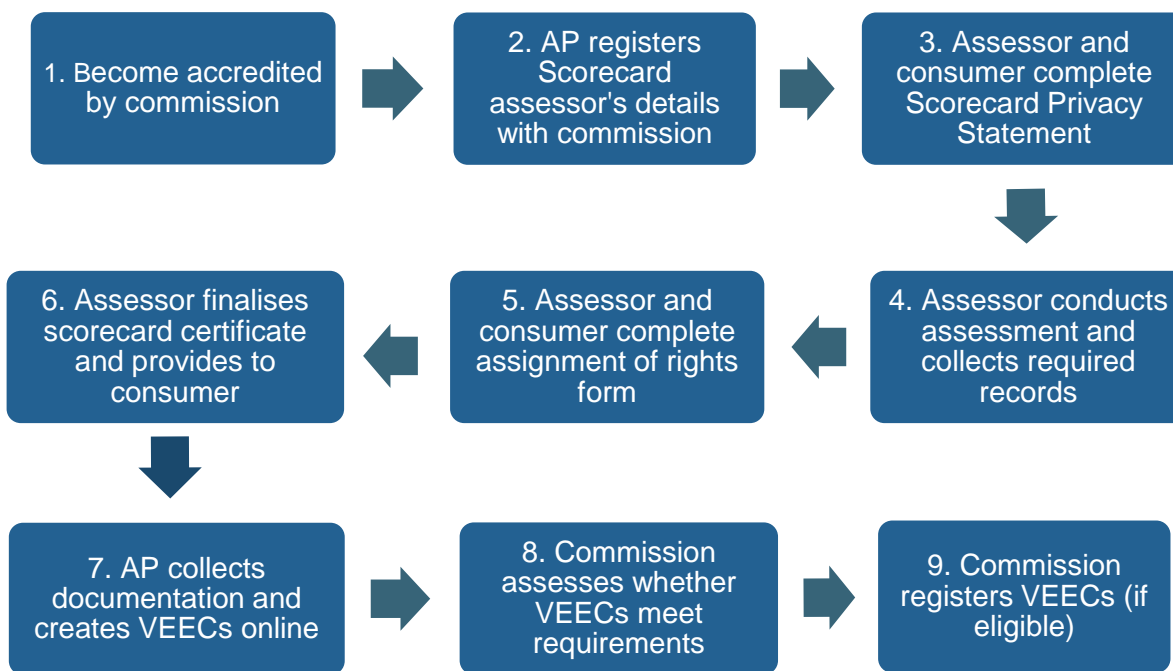 1. Become accredited
by commission
2. AP registers
Scorecard
assessor's details
with commission
3. Assessor and
consumer complete
Scorecard Privacy
Statement
4. Assessor conducts
assessment and
collects required
records
5. Assessor and
consumer complete
assignment of rights
form
6. Assessor finalises
scorecard certificate
and provides to
consumer
7. AP collects
documentation and
creates VEECs online
8. Commission
assesses whether
VEECs meet
requirements
9. Commission
registers VEECs (if
eligible)